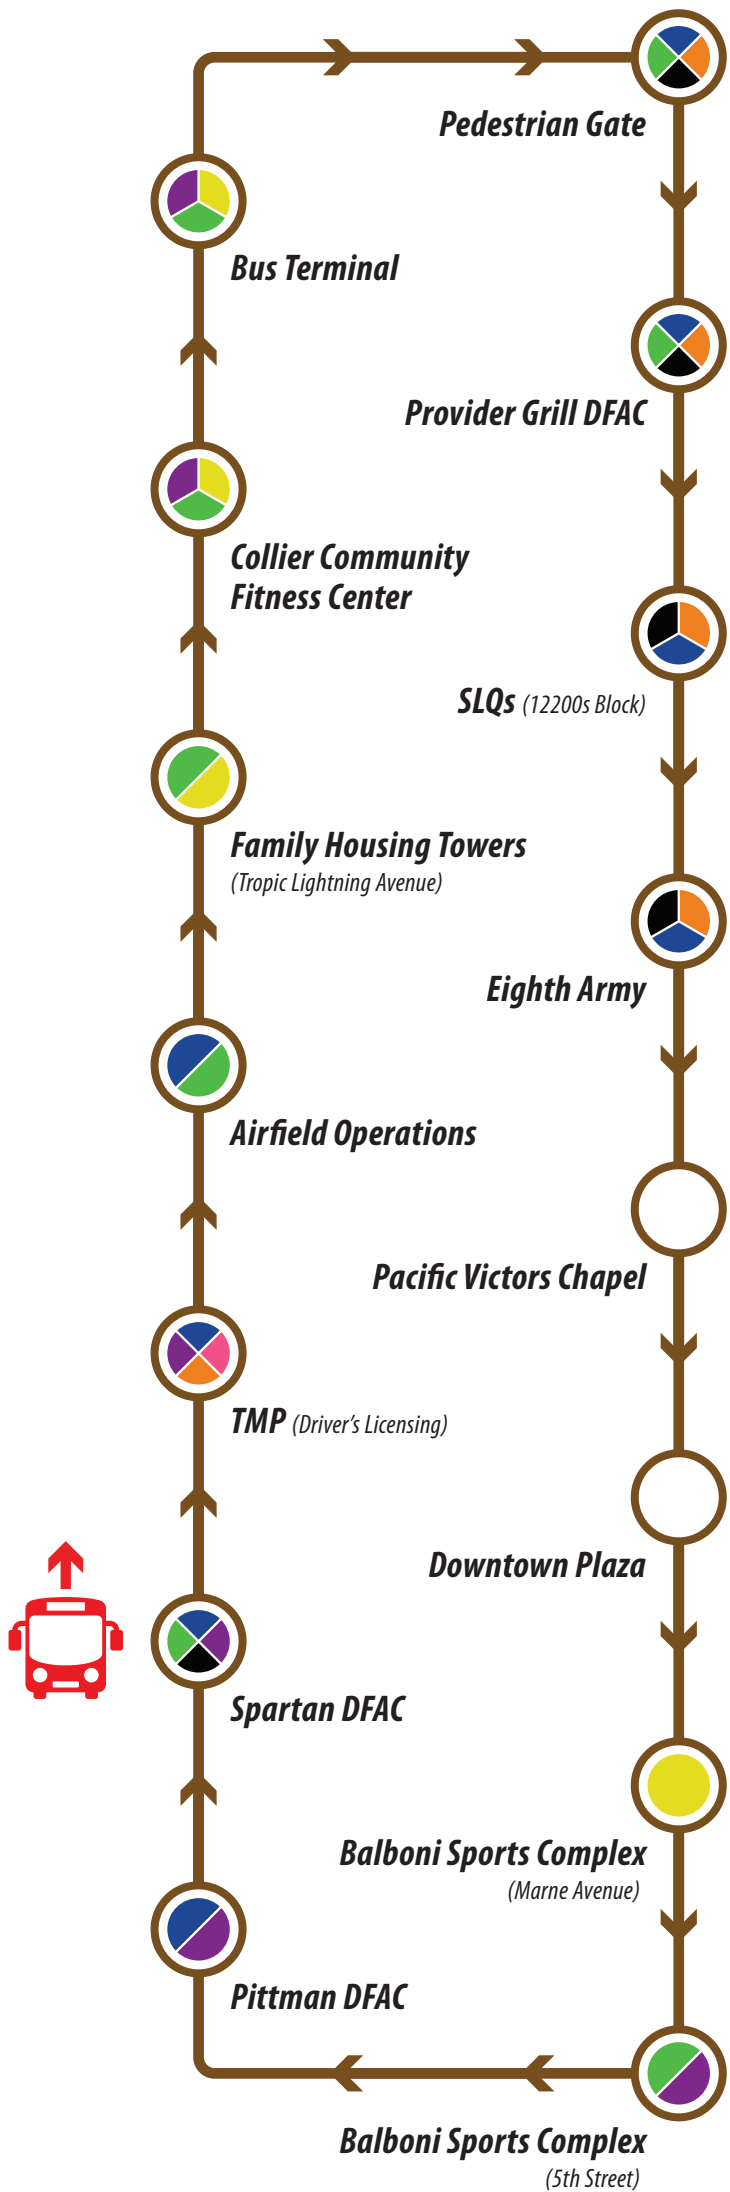 Pedestrian Gate
Bus Terminal
Provider Grill DFAC
Collier Community
Fitness Center
SLQs (12200s Block)
Family Housing Towers
(Tropic Lightning Avenue)
Eighth Army
Airfield Operations
Pacific Victors Chapel
TMP (Driver's Licensing)
Downtown Plaza
Spartan DFAC
Balboni Sports Complex
(Marne Avenue)
Pittman DFAC
Balboni Sports Complex
(5th Street)